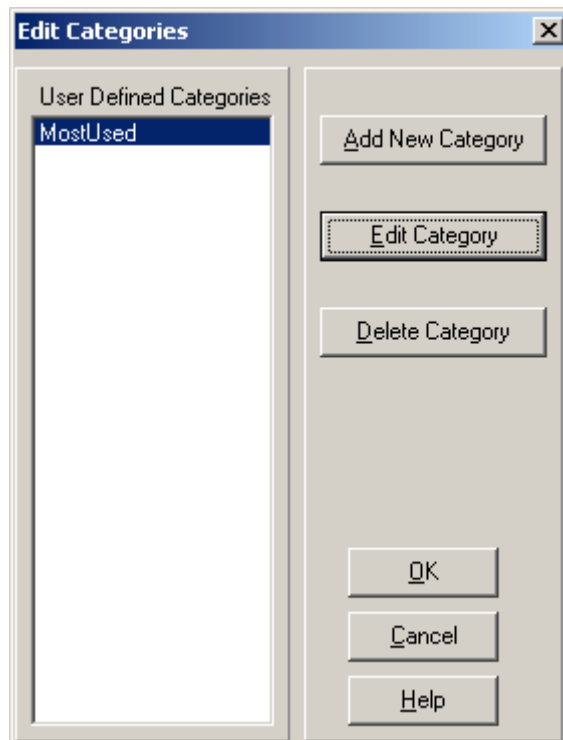 Edit Categories
User Defined Categories
MostUsed
Add New Category
Edit Category
Delete Category
OK
Cancel
Help